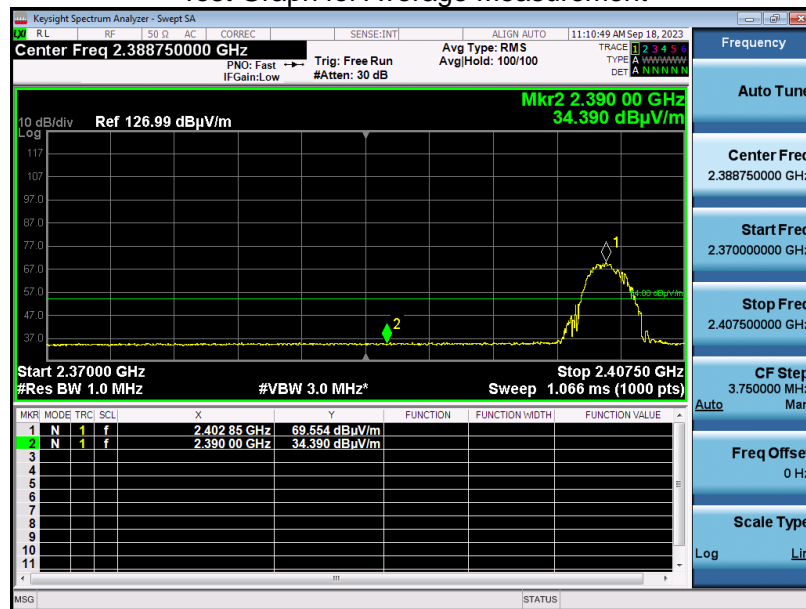 Test Graph for Average Measurement
Keysight Spectrum Analyzer - Swept SA
LXI RL RF 50 Ω AC CORREC SENSE:INT ALIGN AUTO 11:10:49 AM Sep 18, 2023
Center Freq 2.388750000 GHz
PNO: Fast
IFGain:Low
Trig: Free Run
#Atten: 30 dB
Avg Type: RMS
Avg|Hold: 100/100
TRACE 1 2 3 4 5 6
TYPE A WWWWW
DET A N N N N N
Mkr2 2.390 00 GHz
34.390 dBµV/m
10 dB/div Ref 126.99 dBµV/m
Log
117
107
97.0
87.0
77.0
67.0
57.0
47.0
37.0
1
2
Start 2.37000 GHz Stop 2.40750 GHz
#Res BW 1.0 MHz #VBW 3.0 MHz* Sweep 1.066 ms (1000 pts)
MKR MODE TRC SCL X Y FUNCTION FUNCTION WIDTH FUNCTION VALUE
1 N 1 f 2.402 85 GHz 69.554 dBµV/m
2 N 1 f 2.390 00 GHz 34.390 dBµV/m
3
4
5
6
7
8
9
10
11
MSG STATUS
Frequency
Auto Tune
Center Freq
2.388750000 GHz
Start Freq
2.370000000 GHz
Stop Freq
2.407500000 GHz
CF Step
3.750000 MHz
Auto Man
Freq Offset
0 Hz
Scale Type
Log Lin